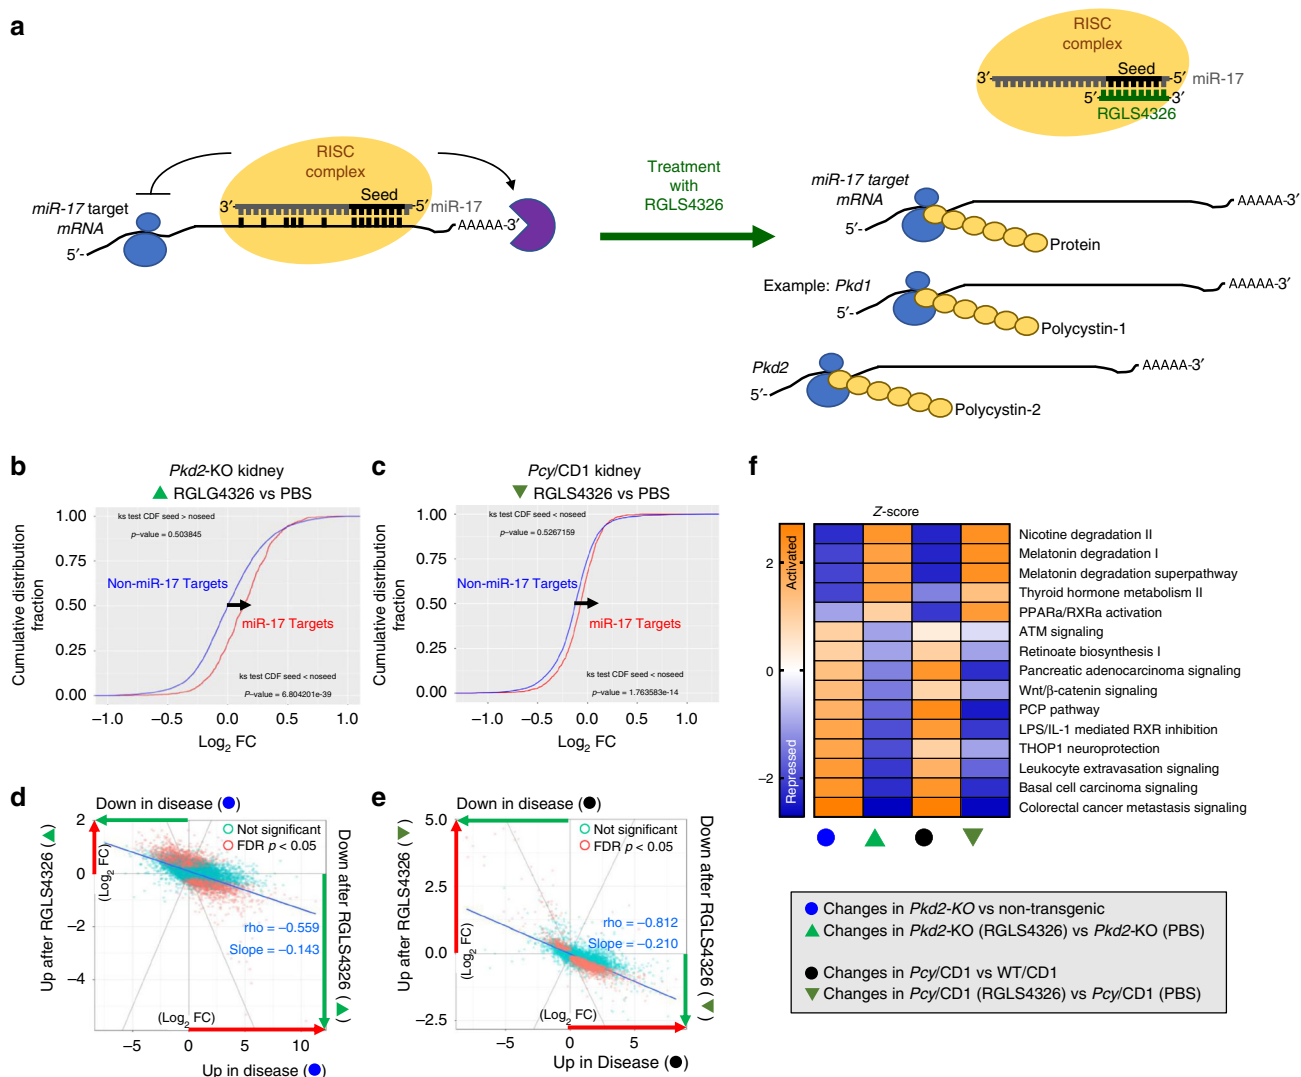 a
RISC
complex
Seed
3′
5′
miR-17
miR-17 target
mRNA
5′-
AAAAA-3′
Treatment
with
RGLS4326
RISC
complex
Seed
3′
-5′ miR-17
5′
-3′
RGLS4326
miR-17 target
mRNA
5′-
AAAAA-3′
Protein
Example: Pkd1
5′-
AAAAA-3′
Polycystin-1
Pkd2
5′-
AAAAA-3′
Polycystin-2
b
Pkd2-KO kidney
RGLG4326 vs PBS
ks test CDF seed > noseed
p-value = 0.503845
Non-miR-17 Targets
miR-17 Targets
ks test CDF seed < noseed
P-value = 6.804201e-39
Cumulative distribution
fraction
1.00
0.75
0.50
0.25
0.00
−1.0
−0.5
0.0
0.5
1.0
Log2 FC
c
Pcy/CD1 kidney
RGLS4326 vs PBS
ks test CDF seed < noseed
p-value = 0.5267159
Non-miR-17 Targets
miR-17 Targets
ks test CDF seed < noseed
p-value = 1.763583e-14
Cumulative distribution
fraction
1.00
0.75
0.50
0.25
0.00
−1.0
−0.5
0.0
0.5
1.0
Log2 FC
d
Down in disease ( )
Not significant
FDR p < 0.05
Up after RGLS4326 ( )
(Log2 FC)
Down after RGLS4326 ( )
rho = −0.559
Slope = −0.143
2
0
−2
−4
(Log2 FC)
−5
0
5
10
Up in disease ( )
e
Down in disease ( )
Not significant
FDR p < 0.05
Up after RGLS4326 ( )
(Log2 FC)
Down after RGLS4326 ( )
rho = −0.812
Slope = −0.210
5.0
2.5
0.0
−2.5
(Log2 FC)
−5
0
5
Up in Disease ( )
f
Z-score
Activated
Repressed
2
0
−2
Nicotine degradation II
Melatonin degradation I
Melatonin degradation superpathway
Thyroid hormone metabolism II
PPARa/RXRa activation
ATM signaling
Retinoate biosynthesis I
Pancreatic adenocarcinoma signaling
Wnt/β-catenin signaling
PCP pathway
LPS/IL-1 mediated RXR inhibition
THOP1 neuroprotection
Leukocyte extravasation signaling
Basal cell carcinoma signaling
Colorectal cancer metastasis signaling
Changes in Pkd2-KO vs non-transgenic
Changes in Pkd2-KO (RGLS4326) vs Pkd2-KO (PBS)
Changes in Pcy/CD1 vs WT/CD1
Changes in Pcy/CD1 (RGLS4326) vs Pcy/CD1 (PBS)